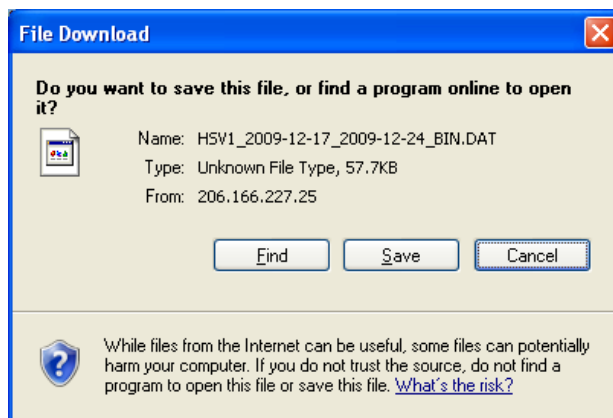 File Download
Do you want to save this file, or find a program online to open
it?
Name: HSV1_2009-12-17_2009-12-24_BIN.DAT
Type: Unknown File Type, 57.7KB
From: 206.166.227.25
Find Save Cancel
While files from the Internet can be useful, some files can potentially
harm your computer. If you do not trust the source, do not find a
program to open this file or save this file. What's the risk?